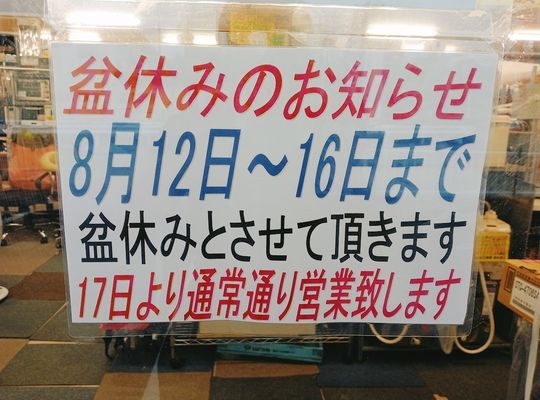 盆休みのお知らせ
8月12日～16日まで
盆休みとさせて頂きます
17日より通常通り営業致します